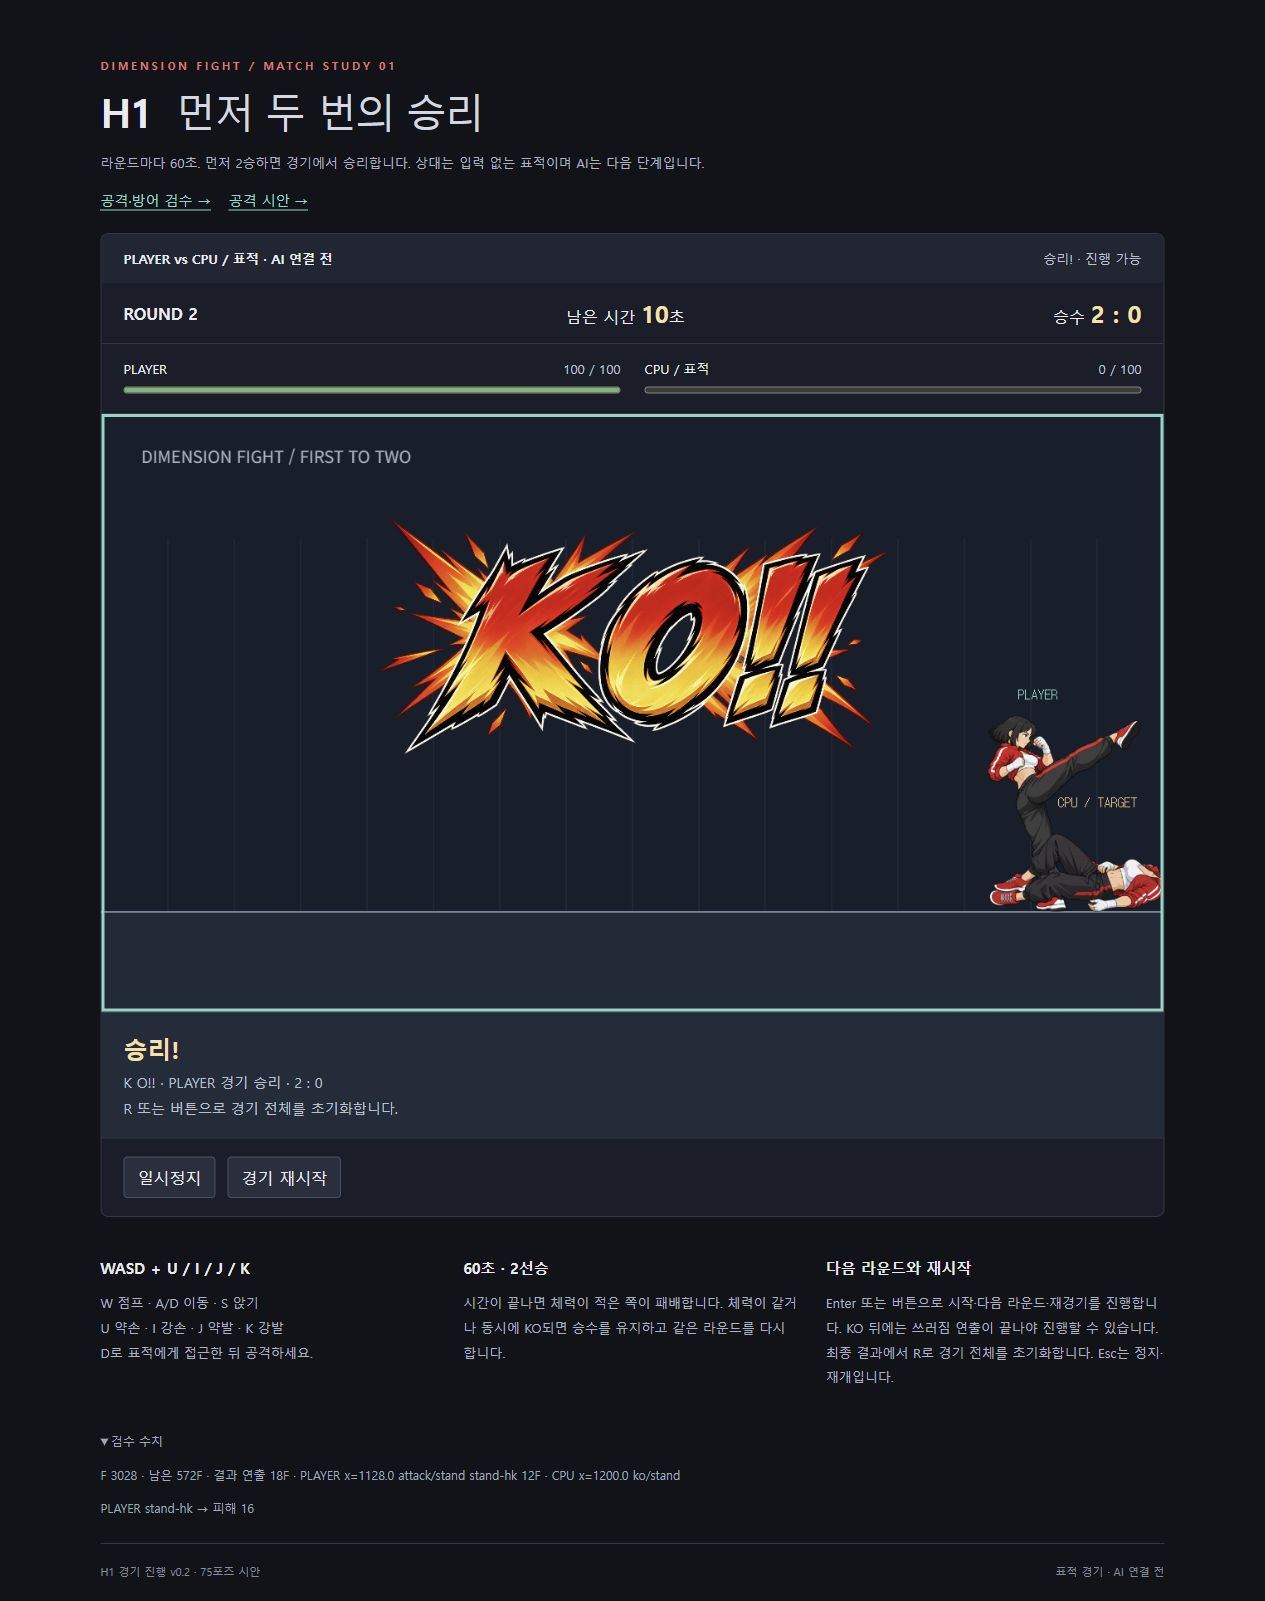 DIMENSION FIGHT / MATCH STUDY 01
H1 먼저 두 번의 승리
라운드마다 60초. 먼저 2승하면 경기에서 승리합니다. 상대는 입력 없는 표적이며 AI는 다음 단계입니다.
공격·방어 검수 → 공격 시안 →
PLAYER vs CPU / 표적 · AI 연결 전 승리! · 진행 가능
ROUND 2 남은 시간 10초 승수 2 : 0
PLAYER 100 / 100 CPU / 표적 0 / 100
DIMENSION FIGHT / FIRST TO TWO
KO!!
PLAYER
CPU / TARGET
승리!
K O!! · PLAYER 경기 승리 · 2 : 0
R 또는 버튼으로 경기 전체를 초기화합니다.
일시정지 경기 재시작
WASD + U / I / J / K
W 점프 · A/D 이동 · S 앉기
U 약손 · I 강손 · J 약발 · K 강발
D로 표적에게 접근한 뒤 공격하세요.
60초 · 2선승
시간이 끝나면 체력이 적은 쪽이 패배합니다. 체력이 같거
나 동시에 KO되면 승수를 유지하고 같은 라운드를 다시
합니다.
다음 라운드와 재시작
Enter 또는 버튼으로 시작·다음 라운드·재경기를 진행합니
다. KO 뒤에는 쓰러짐 연출이 끝나야 진행할 수 있습니다.
최종 결과에서 R로 경기 전체를 초기화합니다. Esc는 정지·
재개입니다.
▼검수 수치
F 3028 · 남은 572F · 결과 연출 18F · PLAYER x=1128.0 attack/stand stand-hk 12F · CPU x=1200.0 ko/stand
PLAYER stand-hk → 피해 16
H1 경기 진행 v0.2 · 75포즈 시안 표적 경기 · AI 연결 전